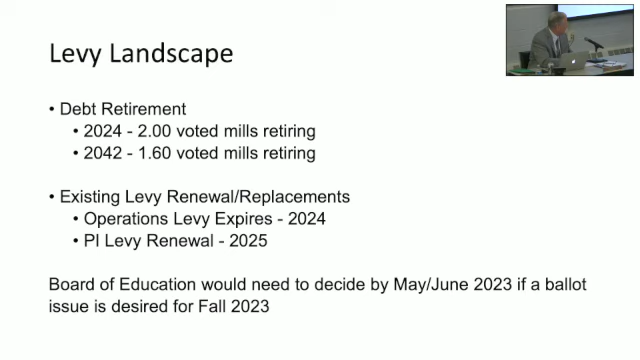 Levy Landscape
• Debt Retirement
• 2024 - 2.00 voted mills retiring
• 2042 - 1.60 voted mills retiring
• Existing Levy Renewal/Replacements
• Operations Levy Expires - 2024
• PI Levy Renewal - 2025
Board of Education would need to decide by May/June 2023 if a ballot
issue is desired for Fall 2023